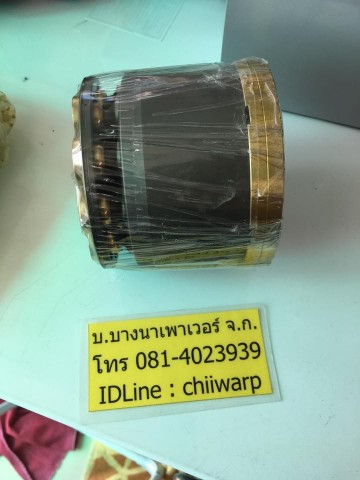 บ.บางนาเพาเวอร์ จ.ก.
โทร 081-4023939
IDLine : chiiwarp